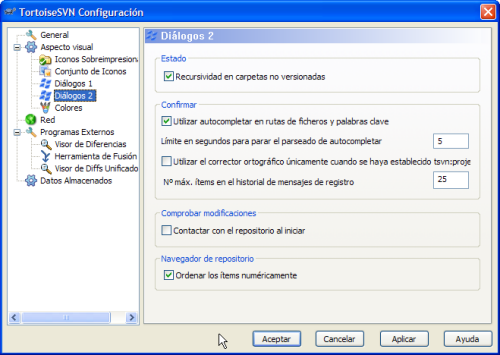 TortoiseSVN Configuración
General
Aspecto visual
Iconos Sobreimpresion
Conjunto de Iconos
Diálogos 1
Diálogos 2
Colores
Red
Programas Externos
Visor de Diferencias
Herramienta de Fusión
Visor de Diffs Unificado
Datos Almacenados
Diálogos 2
Estado
Recursividad en carpetas no versionadas
Confirmar
Utilizar autocompletar en rutas de ficheros y palabras clave
Límite en segundos para parar el parseado de autocompletar 5
Utilizar el corrector ortográfico únicamente cuando se haya establecido tsvn:proje
Nº máx. ítems en el historial de mensajes de registro 25
Comprobar modificaciones
Contactar con el repositorio al iniciar
Navegador de repositorio
Ordenar los ítems numéricamente
Aceptar Cancelar Aplicar Ayuda